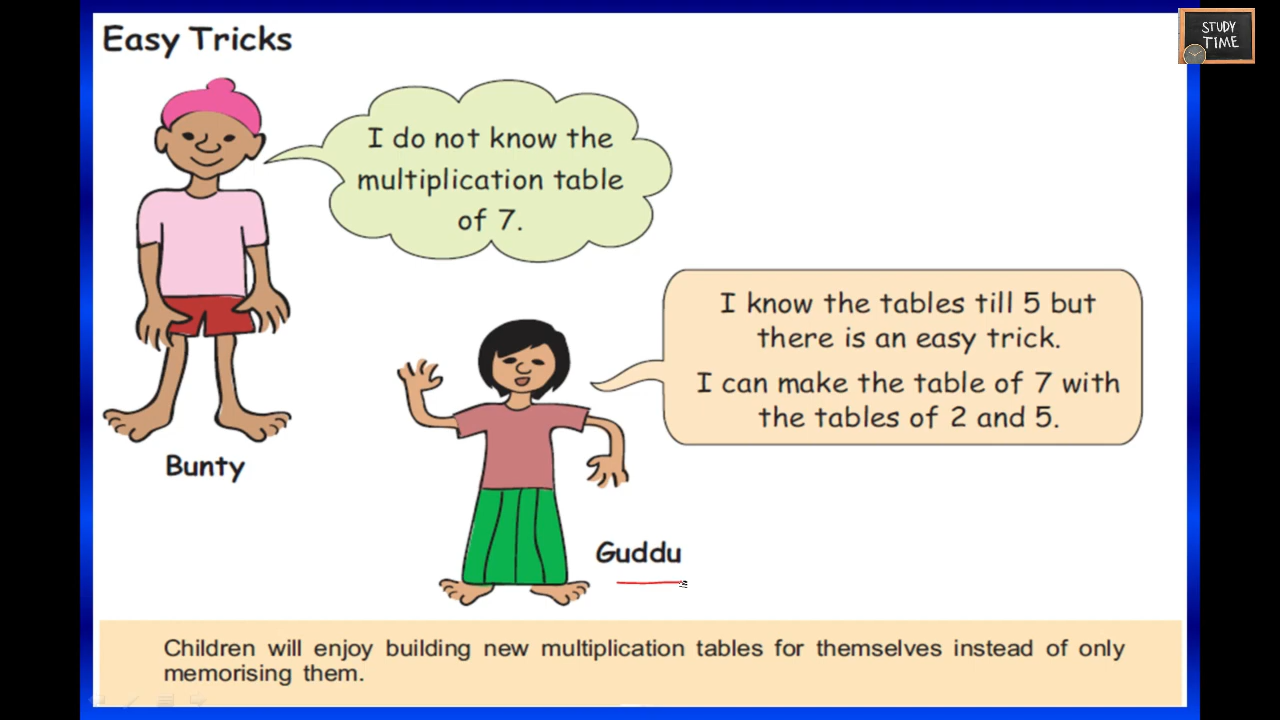 Easy Tricks
STUDY
TIME
I do not know the
multiplication table
of 7.
I know the tables till 5 but
there is an easy trick.
I can make the table of 7 with
the tables of 2 and 5.
Bunty
Guddu
Children will enjoy building new multiplication tables for themselves instead of only
memorising them.